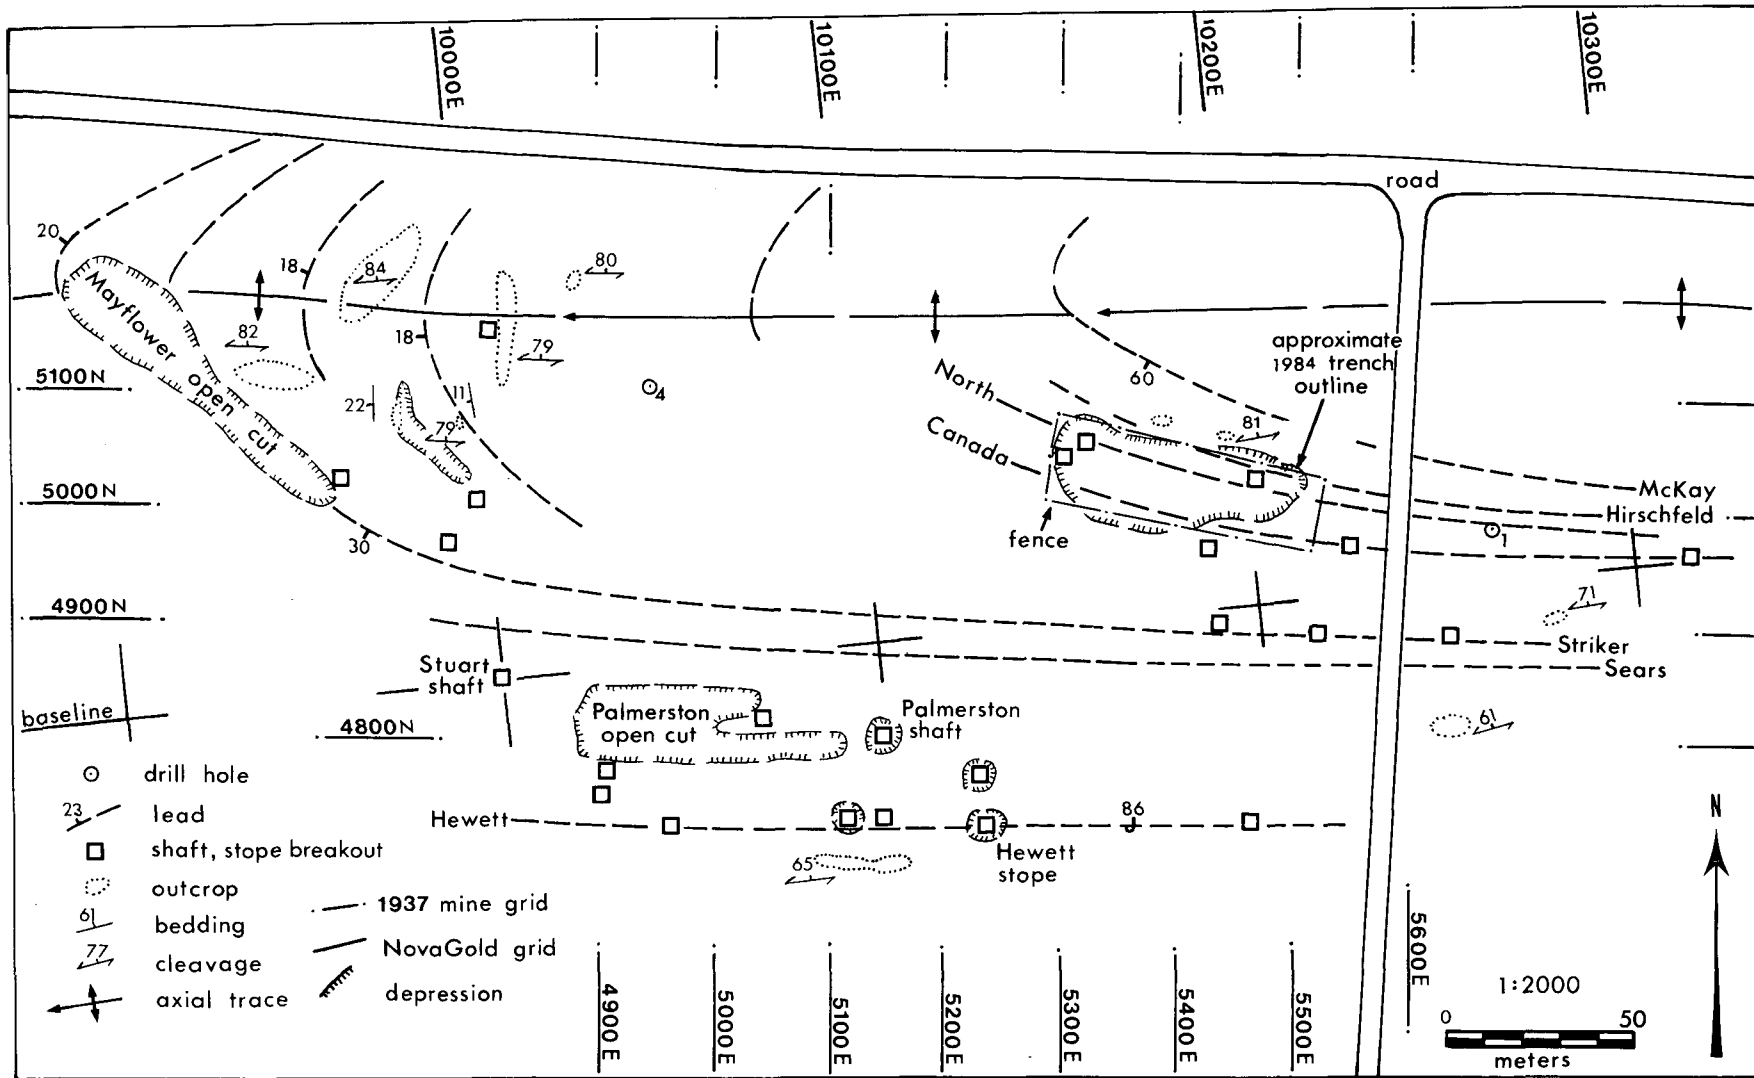 10000E
10100E
10200E
10300E
road
20
18
84
80
82
18
79
Mayflower
open
cut
5100N
22
11
79
4
60
approximate
1984 trench
outline
North
Canada
81
5000N
30
fence
McKay
Hirschfeld
1
4900N
71
Striker
Sears
Stuart
shaft
baseline
4800N
Palmerston
open cut
Palmerston
shaft
61
Hewett
86
Hewett
stope
65
drill hole
23
lead
shaft, stope breakout
outcrop
61
bedding
77
cleavage
axial trace
1937 mine grid
NovaGold grid
depression
4900E
5000E
5100E
5200E
5300E
5400E
5500E
5600E
N
1:2000
0
50
meters